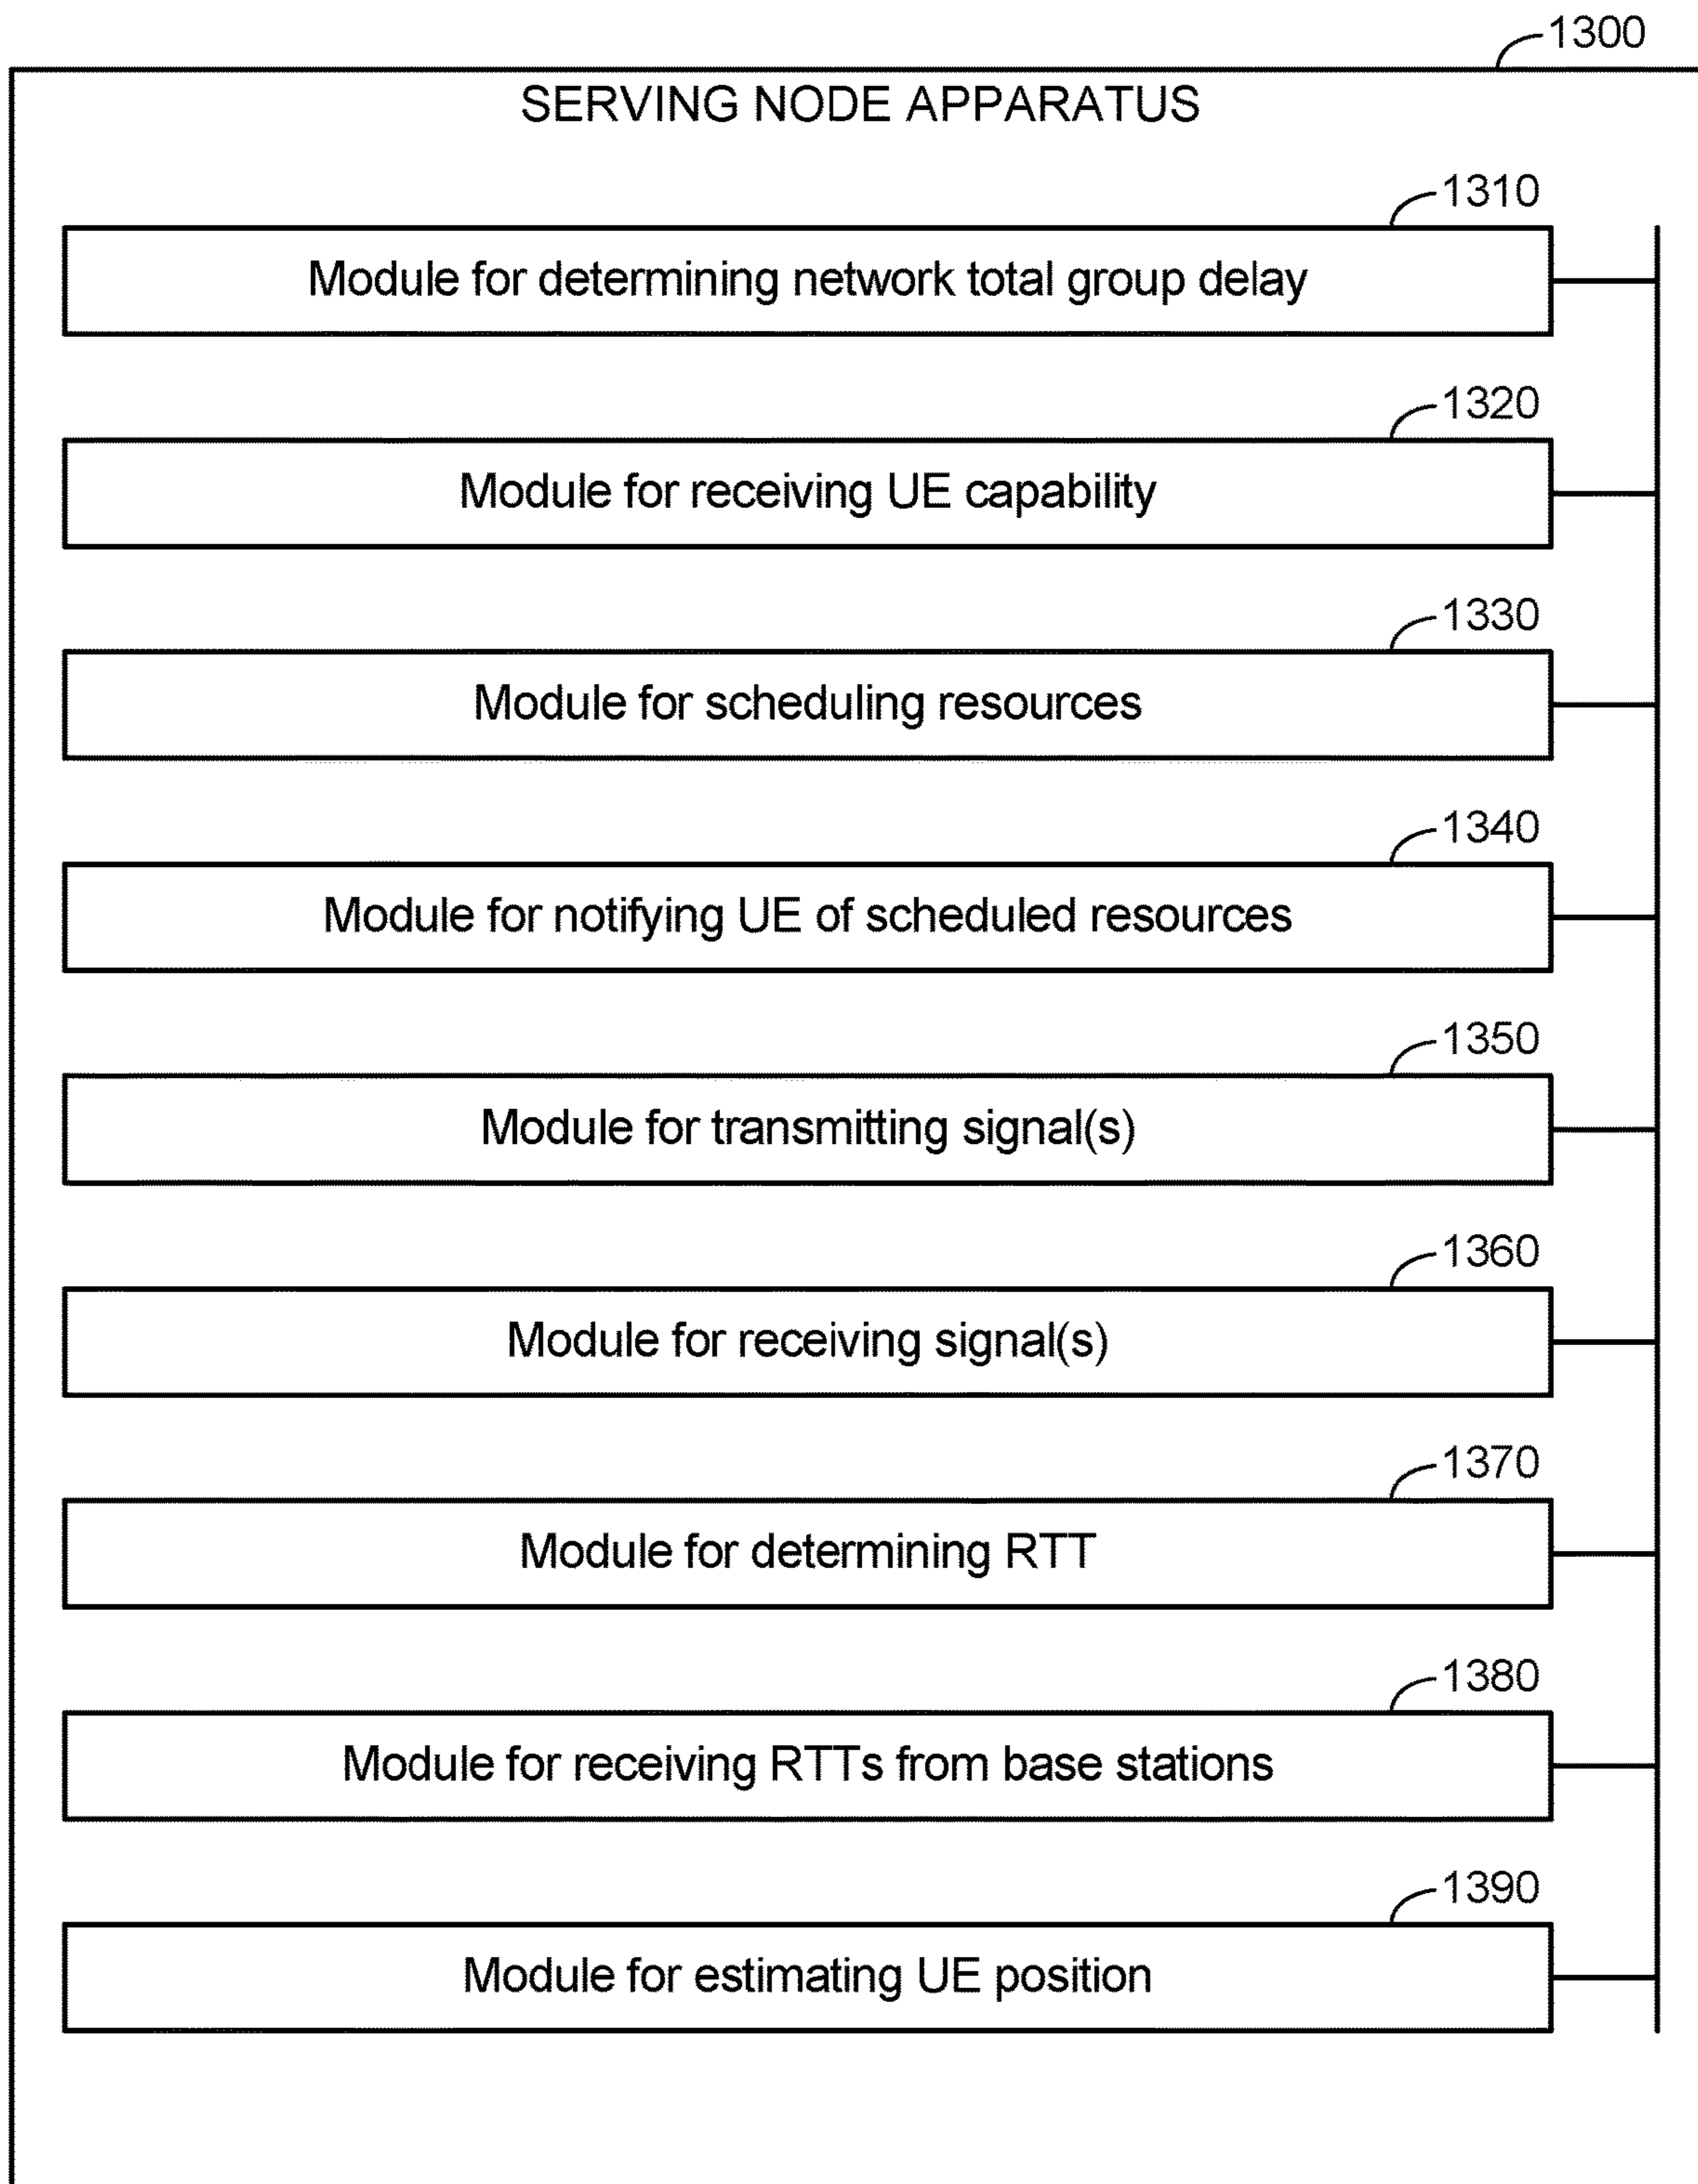 1300
SERVING NODE APPARATUS
1310
Module for determining network total group delay
1320
Module for receiving UE capability
1330
Module for scheduling resources
1340
Module for notifying UE of scheduled resources
1350
Module for transmitting signal(s)
1360
Module for receiving signal(s)
1370
Module for determining RTT
1380
Module for receiving RTTs from base stations
1390
Module for estimating UE position